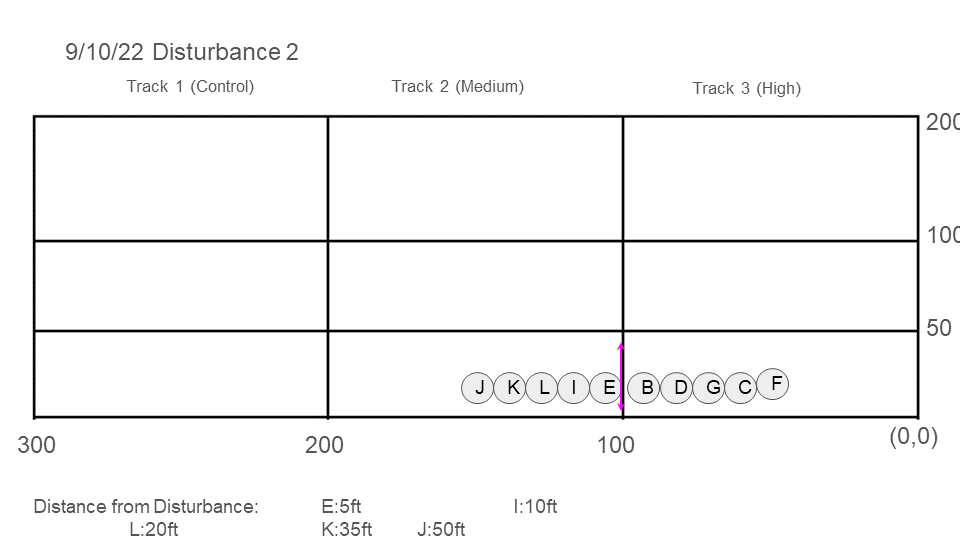 9/10/22 Disturbance 2
Track 1 (Control) Track 2 (Medium) Track 3 (High)
200
100
50
J K L I E B D G C F
300 200 100 (0,0)
Distance from Disturbance: E:5ft I:10ft
L:20ft K:35ft J:50ft